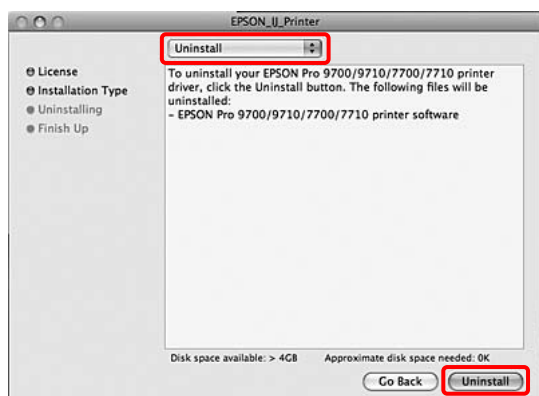 EPSON_IJ_Printer
Uninstall
License
Installation Type
Uninstalling
Finish Up
To uninstall your EPSON Pro 9700/9710/7700/7710 printer
driver, click the Uninstall button. The following files will be
uninstalled:
– EPSON Pro 9700/9710/7700/7710 printer software
Disk space available: > 4GB Approximate disk space needed: 0K
Go Back Uninstall